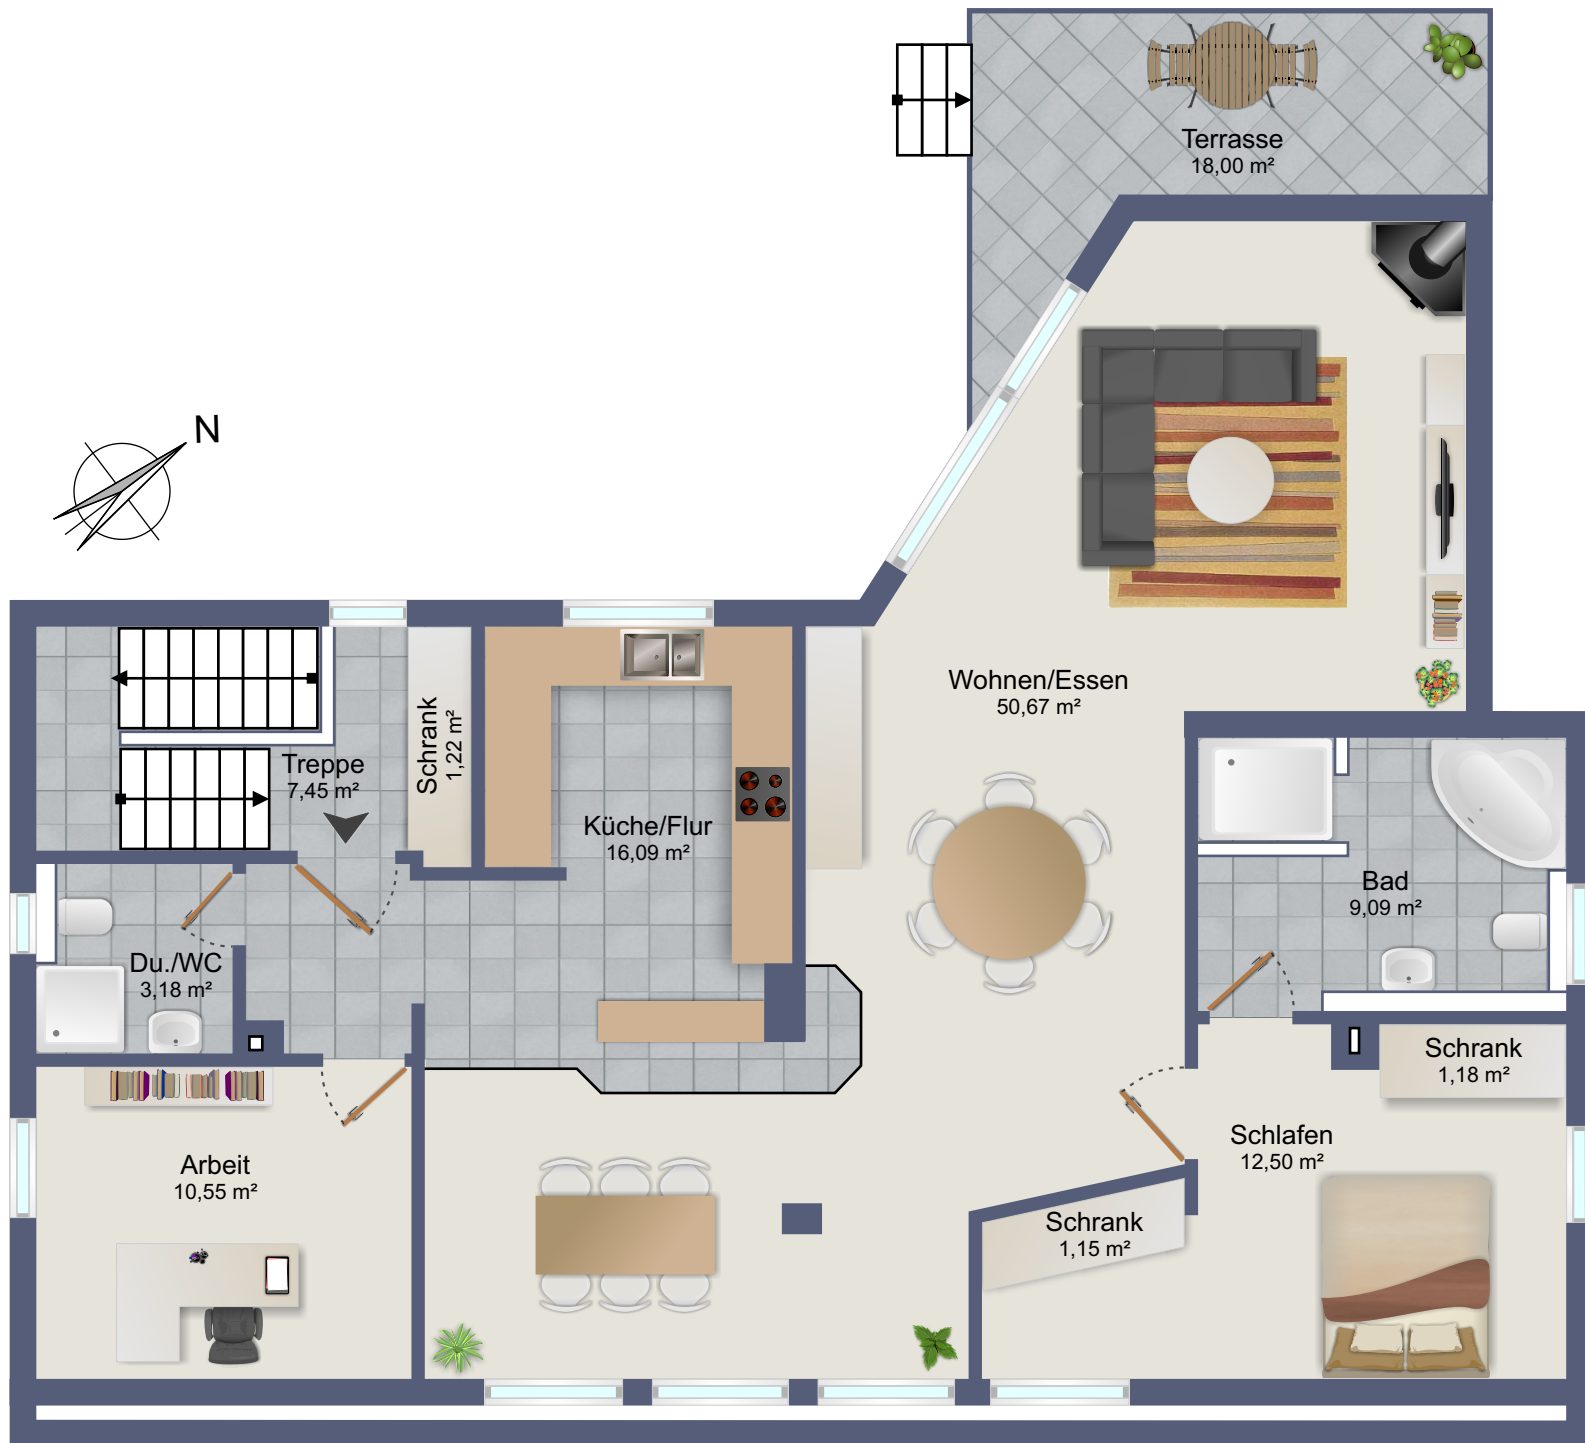 Terrasse
18,00 m²
N
Wohnen/Essen
50,67 m²
Schrank
1,22 m²
Treppe
7,45 m²
Küche/Flur
16,09 m²
Bad
9,09 m²
Du./WC
3,18 m²
Schrank
1,18 m²
Schlafen
12,50 m²
Arbeit
10,55 m²
Schrank
1,15 m²